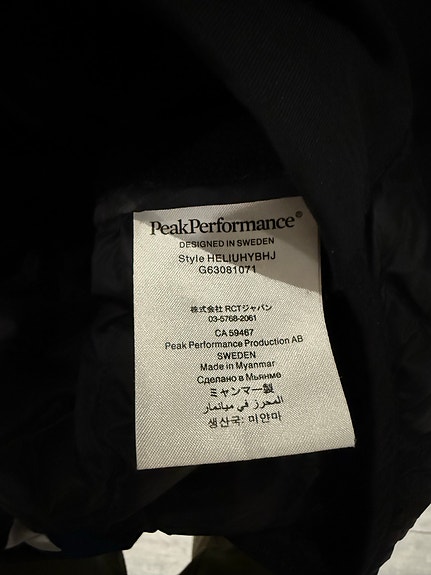 PeakPerformance®
DESIGNED IN SWEDEN
Style HELIUHYBHJ
G63081071
株式会社 RCTジャパン
03-5768-2061
CA 59467
Peak Performance Production AB
SWEDEN
Made in Myanmar
Сделано в Мьянме
ミャンマー製
المحرز في ميانمار
생산국: 미얀마